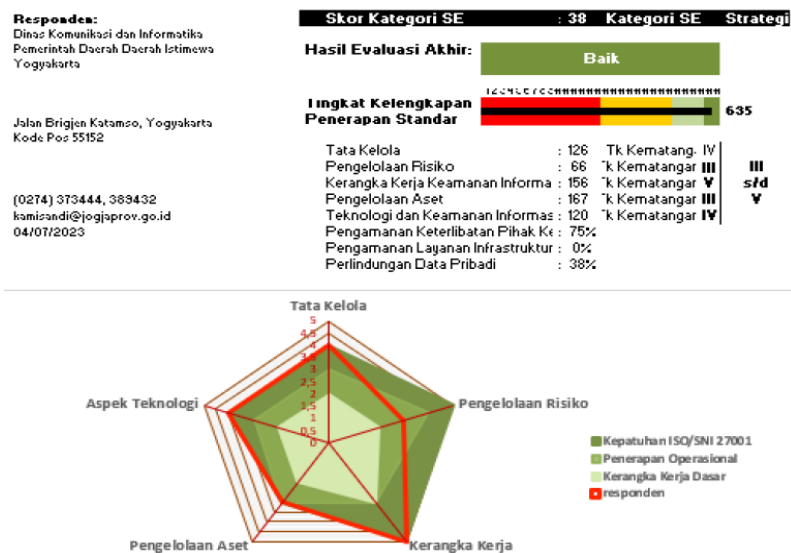 Responden:
Dinas Komunikasi dan Informatika
Pemerintah Daerah Daerah Istimewa
Yogyakarta
Jalan Brigjen Katamso, Yogyakarta
Kode Pos 55152
(0274) 373444, 389432
kamisandi@jogjaprov.go.id
04/07/2023
Skor Kategori SE : 38 Kategori SE Strategi
Hasil Evaluasi Akhir: Baik
Tingkat Kelengkapan
Penerapan Standar
635
Tata Kelola : 126 Tk Kematang. IV
Pengelolaan Risiko : 66 Tk Kematangar III
Kerangka Kerja Keamanan Informa : 156 Tk Kematangar V
Pengelolaan Aset : 167 Tk Kematangar III
Teknologi dan Keamanan Informas : 120 Tk Kematangar IV
III
s/d
V
Pengamanan Keterlibatan Pihak Ke : 75%
Pengamanan Layanan Infrastruktur : 0%
Perlindungan Data Pribadi : 38%
Tata Kelola
5
4,5
4
3,5
3
2,5
2
1,5
1
0,5
0
Aspek Teknologi
Pengelolaan Risiko
Pengelolaan Aset
Kerangka Kerja
Kepatuhan ISO/SNI 27001
Penerapan Operasional
Kerangka Kerja Dasar
responden